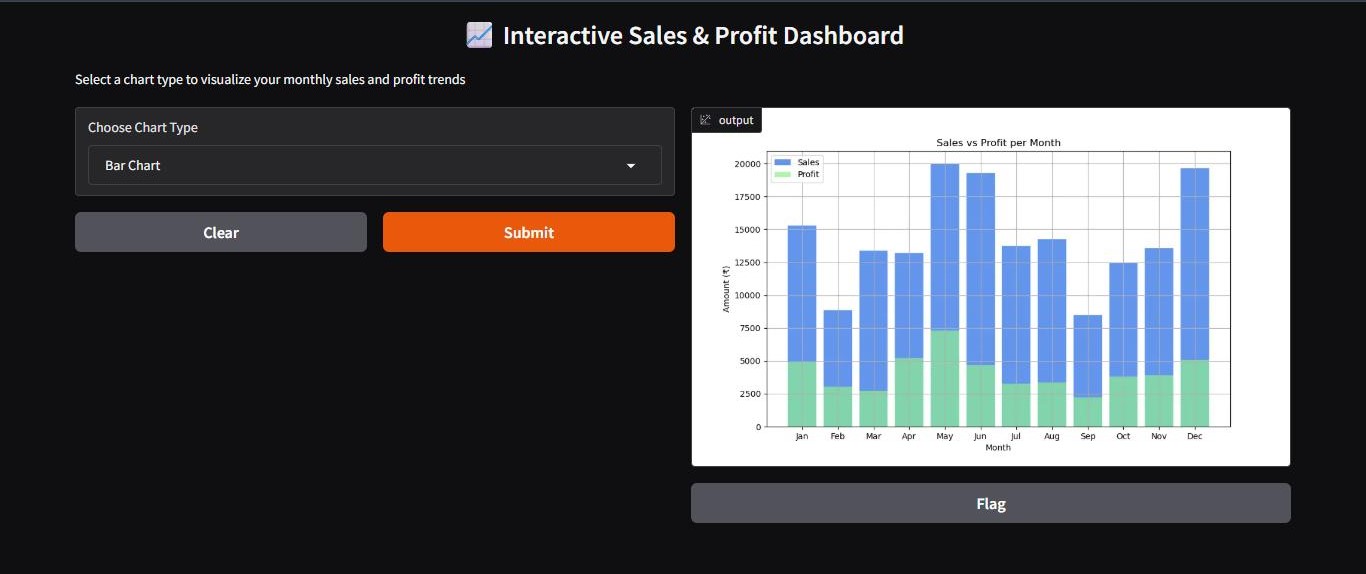 📈 Interactive Sales & Profit Dashboard
Select a chart type to visualize your monthly sales and profit trends
Choose Chart Type
Bar Chart
Clear
Submit
output
Sales vs Profit per Month
Sales
Profit
20000
17500
15000
12500
10000
7500
5000
2500
0
Amount (₹)
Jan Feb Mar Apr May Jun Jul Aug Sep Oct Nov Dec
Month
Flag